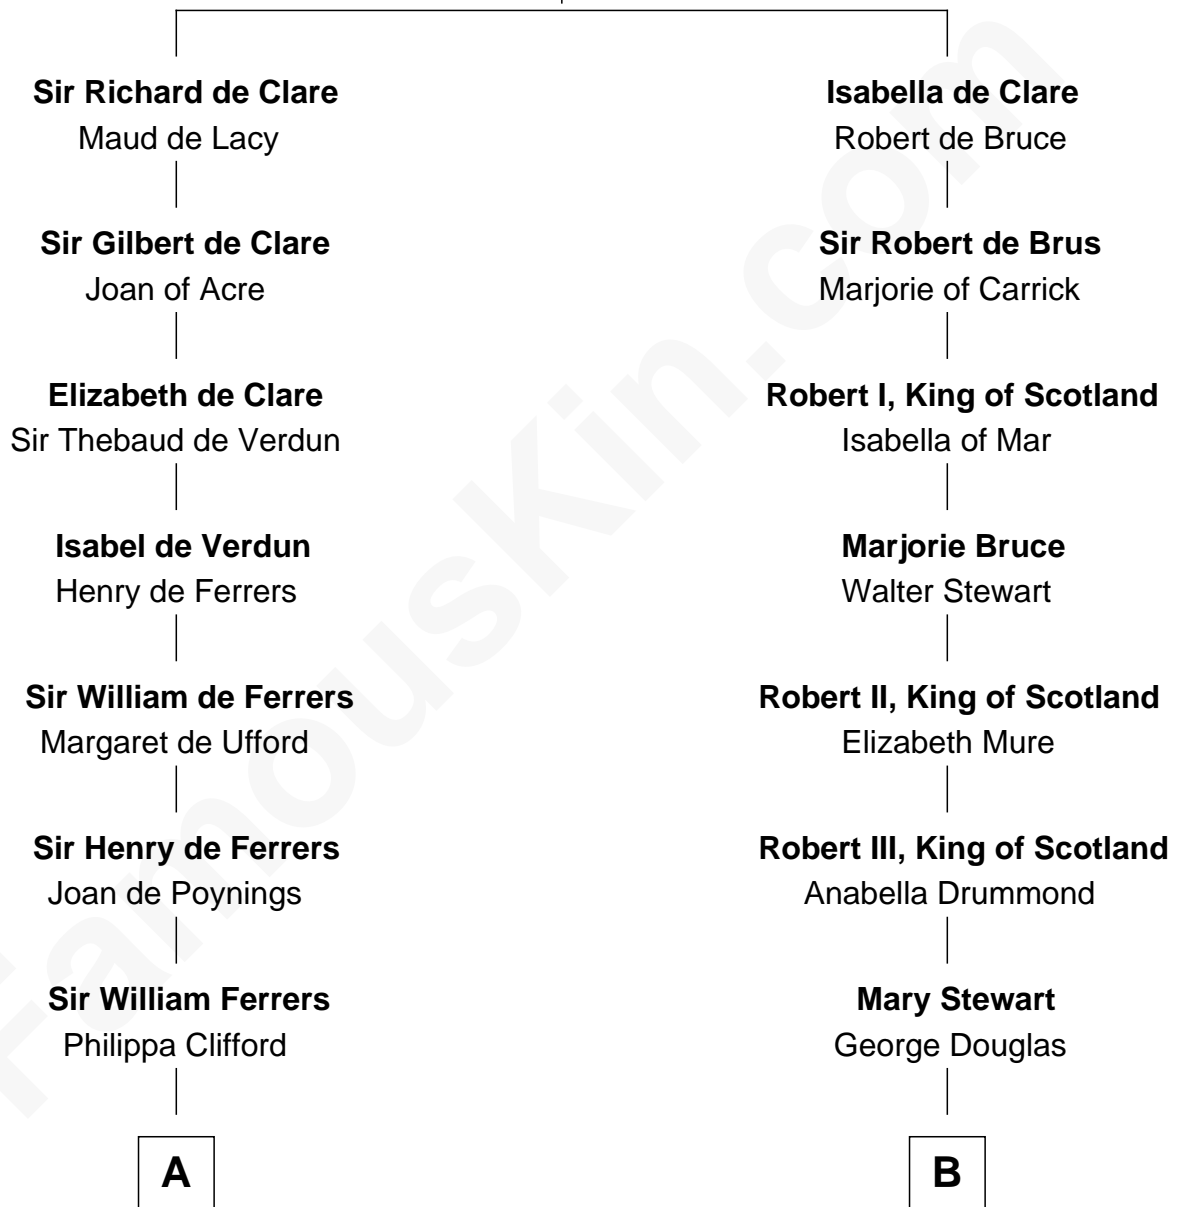 Sir Richard de Clare
Maud de Lacy
Sir Gilbert de Clare
Joan of Acre
Elizabeth de Clare
Sir Thebaud de Verdun
Isabel de Verdun
Henry de Ferrers
Sir William de Ferrers
Margaret de Ufford
Sir Henry de Ferrers
Joan de Poynings
Sir William Ferrers
Philippa Clifford
A
Isabella de Clare
Robert de Bruce
Sir Robert de Brus
Marjorie of Carrick
Robert I, King of Scotland
Isabella of Mar
Marjorie Bruce
Walter Stewart
Robert II, King of Scotland
Elizabeth Mure
Robert III, King of Scotland
Anabella Drummond
Mary Stewart
George Douglas
B
FamousKin.com